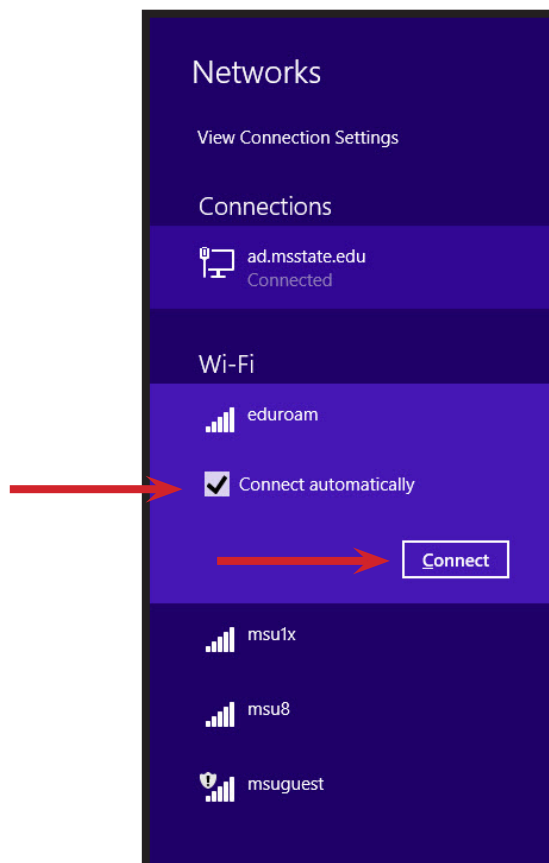 Networks
View Connection Settings
Connections
ad.msstate.edu
Connected
Wi-Fi
eduroam
Connect automatically
Connect
msu1x
msu8
msuguest